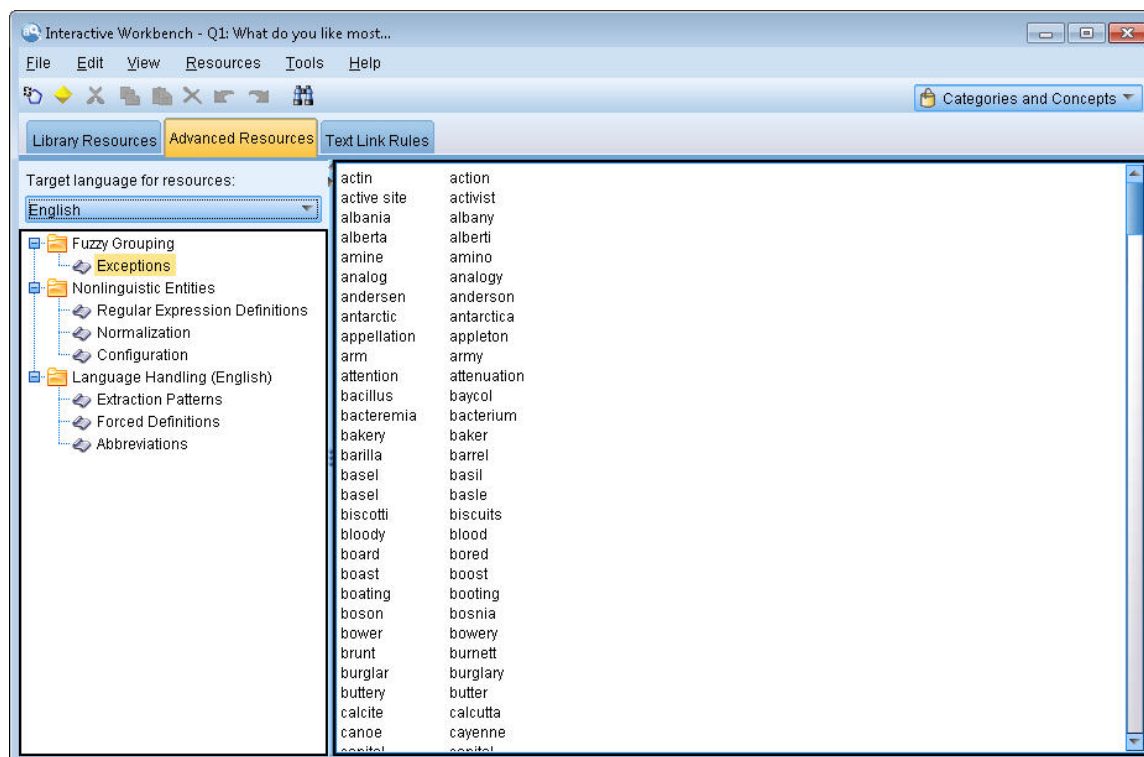 Interactive Workbench - Q1: What do you like most...
File Edit View Resources Tools Help
Categories and Concepts
Library Resources Advanced Resources Text Link Rules
Target language for resources:
English
Fuzzy Grouping
Exceptions
Nonlinguistic Entities
Regular Expression Definitions
Normalization
Configuration
Language Handling (English)
Extraction Patterns
Forced Definitions
Abbreviations
actin action
active site activist
albania albany
alberta alberti
amine amino
analog analogy
andersen anderson
antarctic antarctica
appellation appleton
arm army
attention attenuation
bacillus baycol
bacteremia bacterium
bakery baker
barilla barrel
basel basil
basel basle
biscotti biscuits
bloody blood
board bored
boast boost
boating booting
boson bosnia
bower bowery
brunt burnett
burglar burglary
buttery butter
calcite calcutta
canoe cayenne